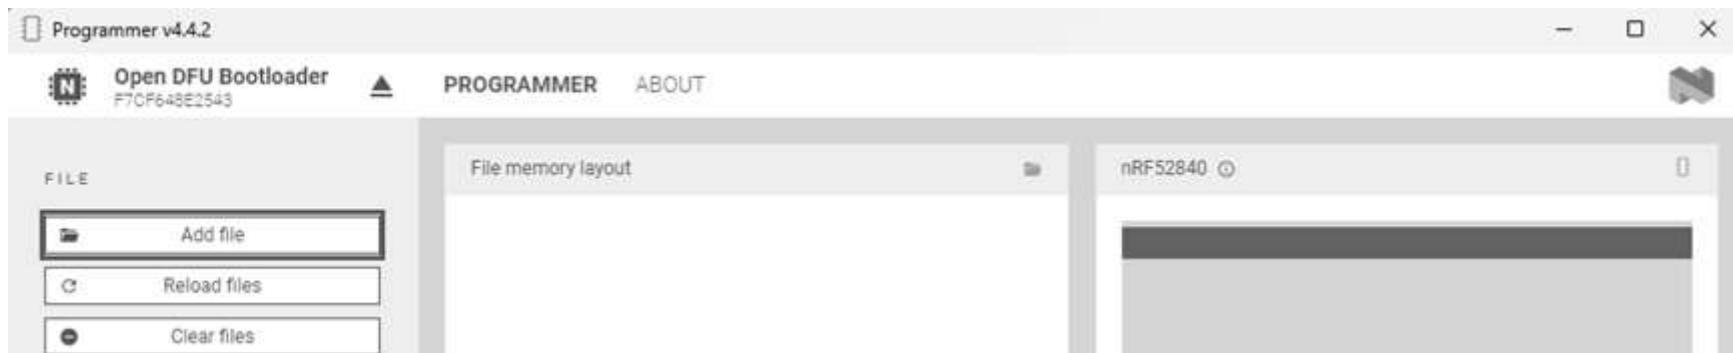 Programmer v4.4.2
Open DFU Bootloader
F7CF648E2543
PROGRAMMER ABOUT
FILE
Add file
Reload files
Clear files
File memory layout
nRF52840